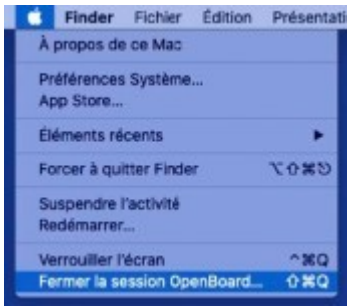 Finder Fichier Édition Présentati
À propos de ce Mac
Préférences Système...
App Store...
Éléments récents
Forcer à quitter Finder ⌥⇧⌘⎋
Suspendre l'activité
Redémarrer...
Verrouiller l'écran ^⌘Q
Fermer la session OpenBoard... ⇧⌘Q